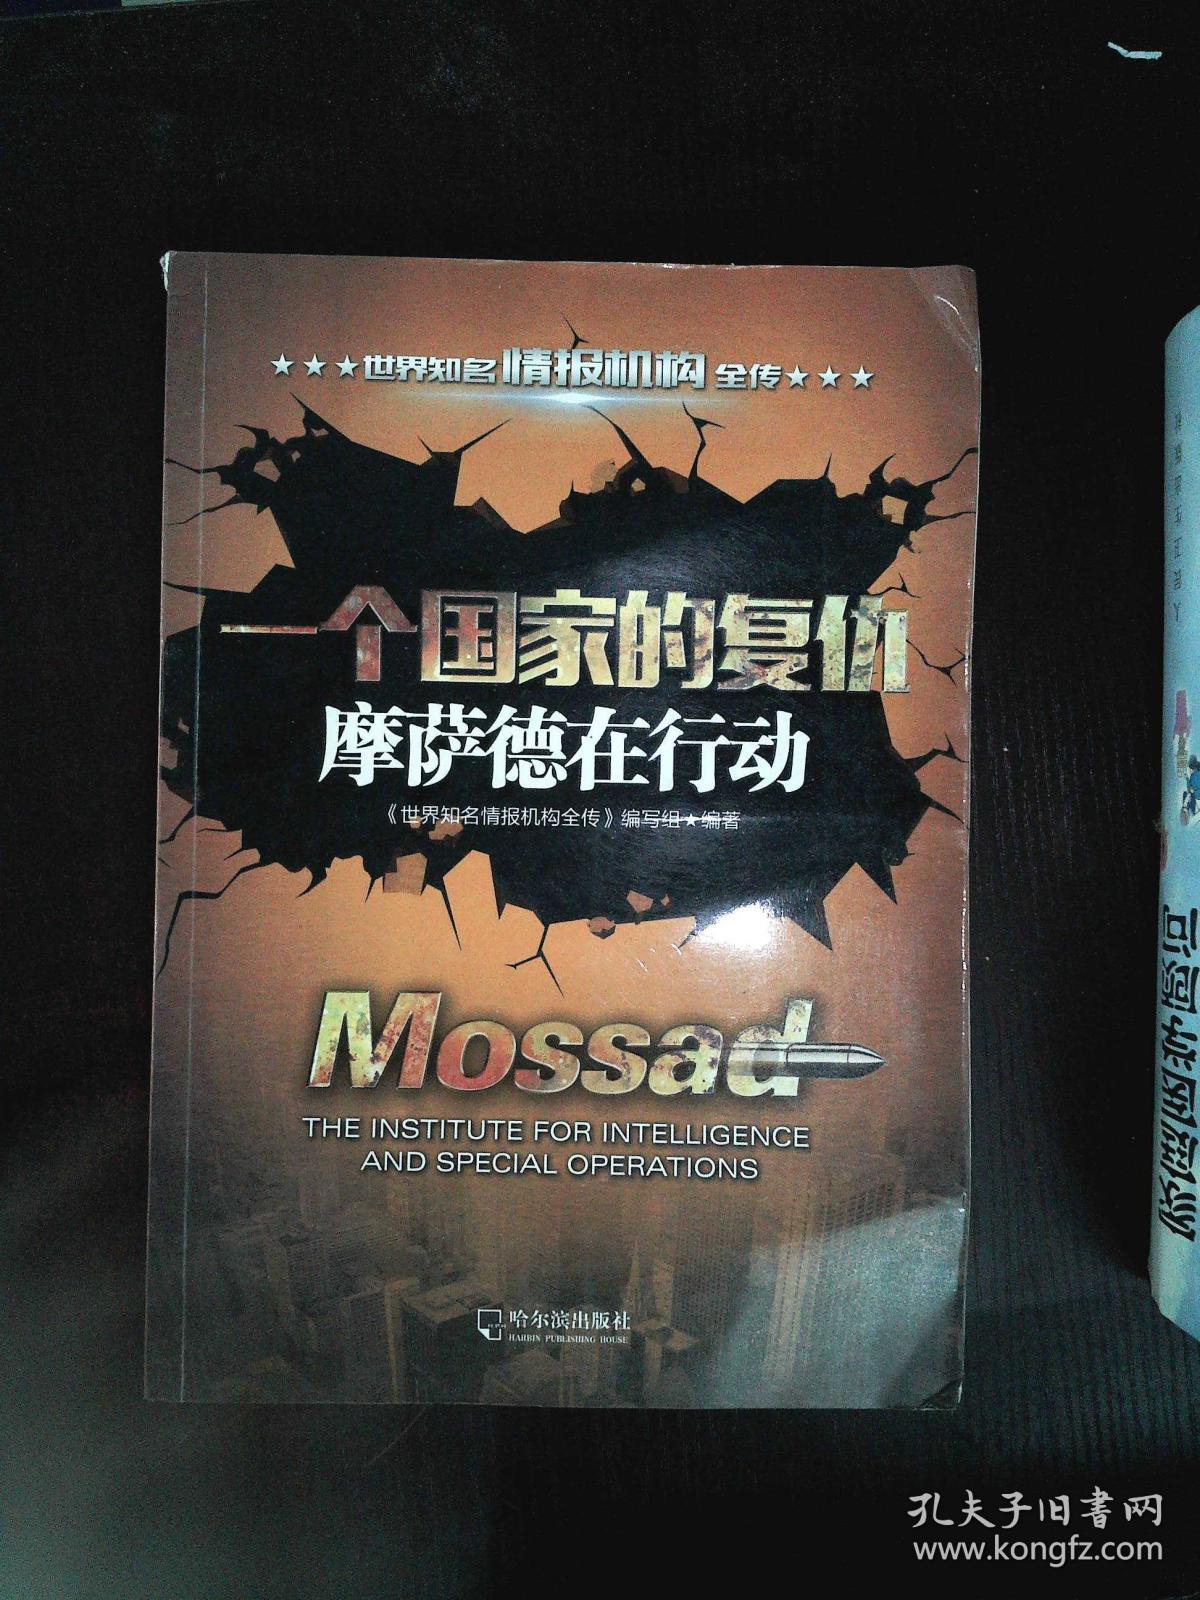 ★★★世界知名情报机构全传★★★
一个国家的复仇
摩萨德在行动
《世界知名情报机构全传》编写组★编著
Mossad
THE INSTITUTE FOR INTELLIGENCE
AND SPECIAL OPERATIONS
哈尔滨出版社
HARBIN PUBLISHING HOUSE
孔夫子旧書网
www.kongfz.com